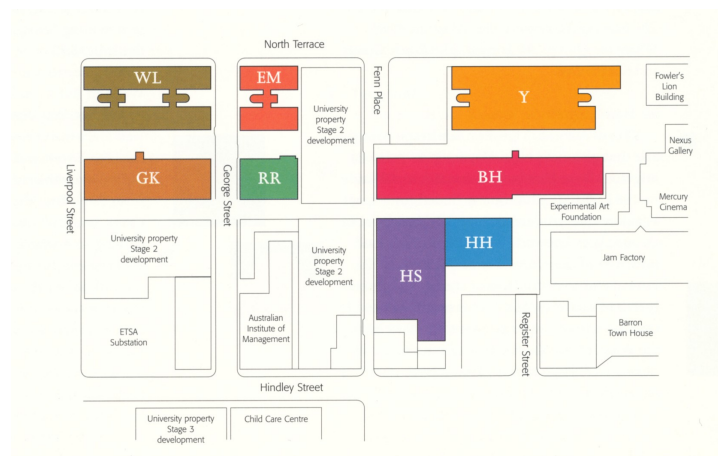 North Terrace
WL
EM
Fenn Place
Y
Fowler's
Lion
Building
University
property
Stage 2
development
Nexus
Gallery
Liverpool Street
GK
George Street
RR
BH
Mercury
Cinema
Experimental Art
Foundation
University property
Stage 2
development
University
property
Stage 2
development
HS
HH
Jam Factory
ETSA
Substation
Australian
Institute of
Management
Register Street
Barron
Town House
Hindley Street
University property
Stage 3
development
Child Care Centre